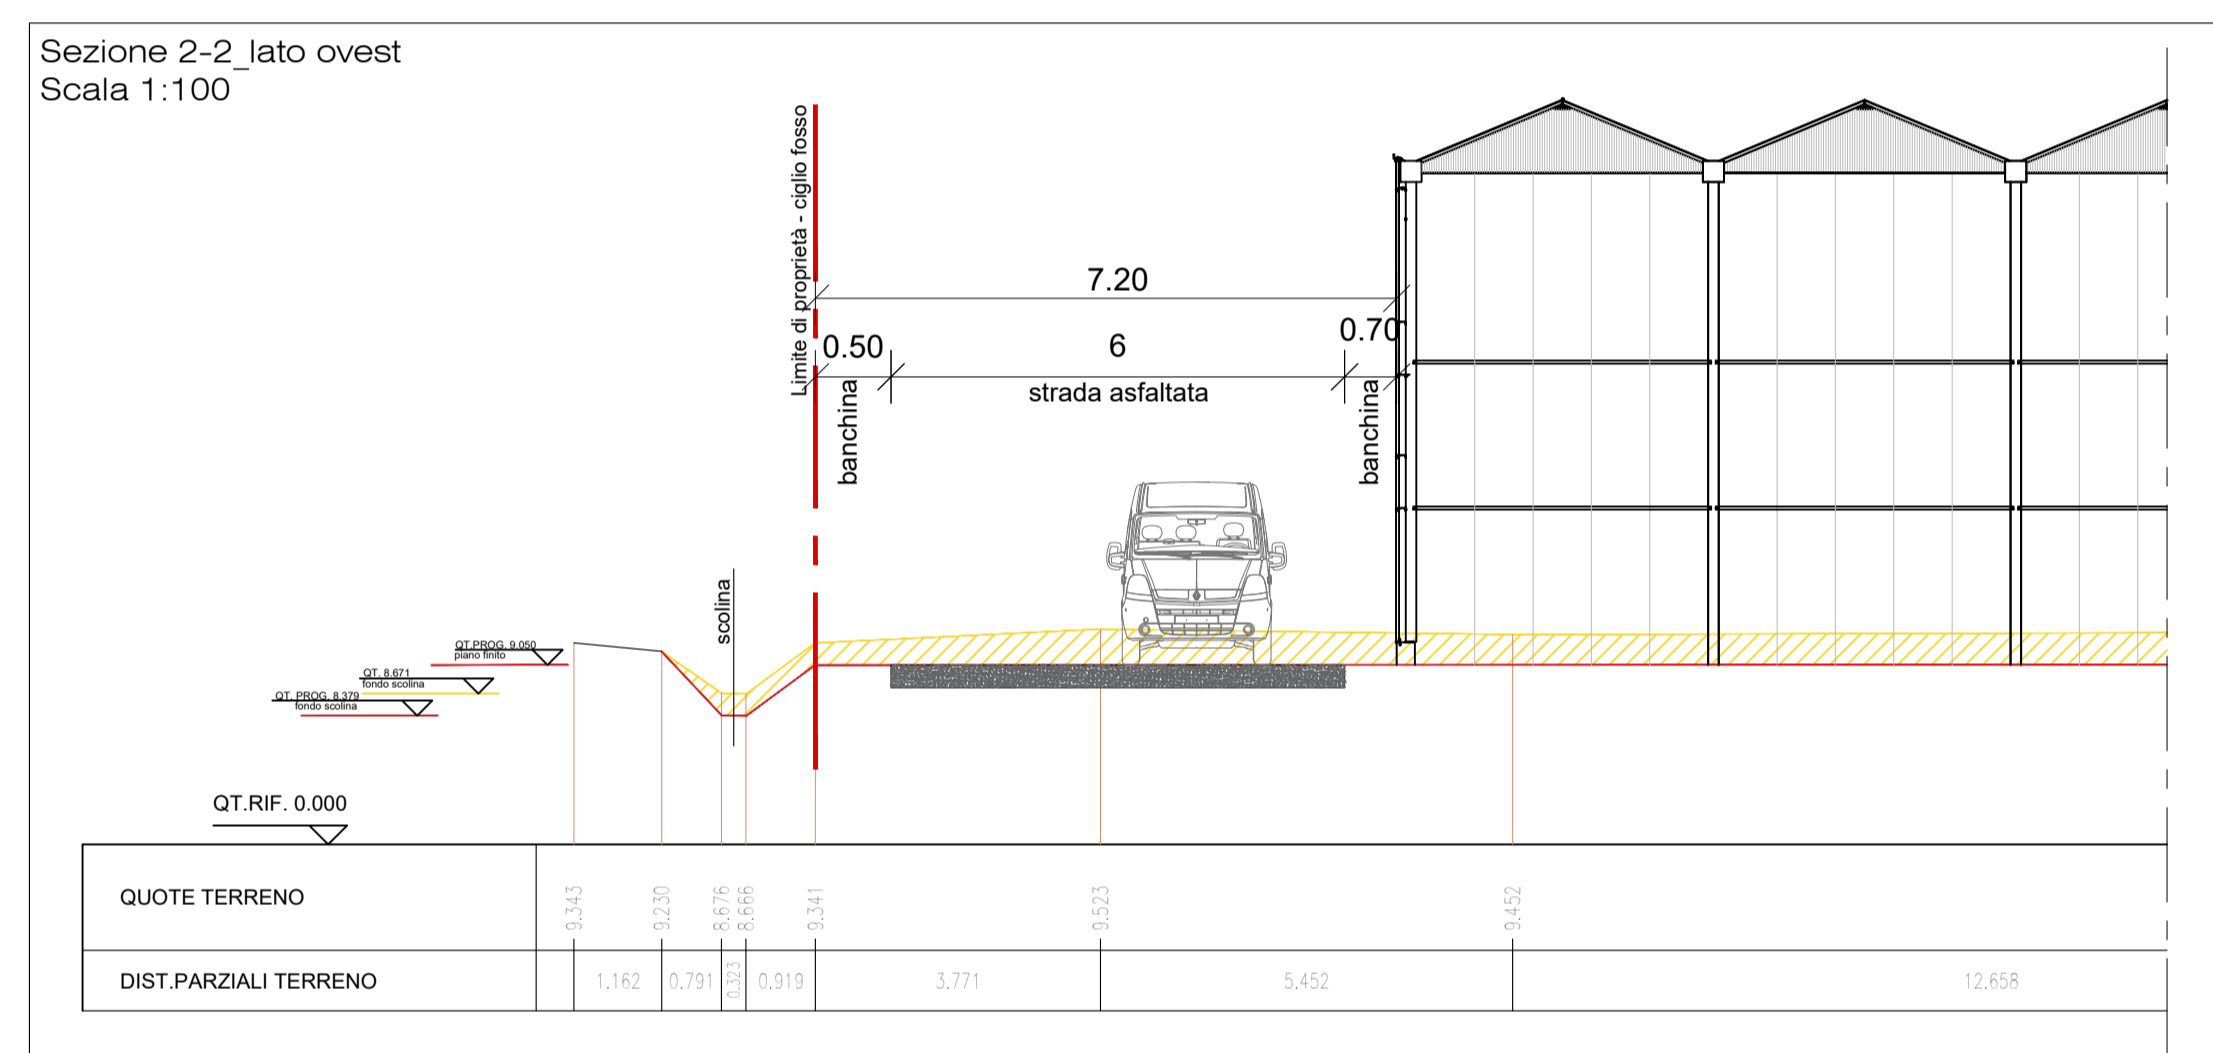 Sezione 2-2_lato ovest
Scala 1:100
Limite di proprietà - ciglio fosso
7.20
0.50
6
0.70
banchina
strada asfaltata
banchina
scolina
QT.PROG. 9.050
piano finito
QT. 8.671
fondo scolina
QT. PROG. 8.379
fondo scolina
QT.RIF. 0.000
QUOTE TERRENO
9.343
9.230
8.676
8.666
9.341
9.523
9.452
DIST.PARZIALI TERRENO
1.162
0.791
0.323
0.919
3.771
5.452
12.658